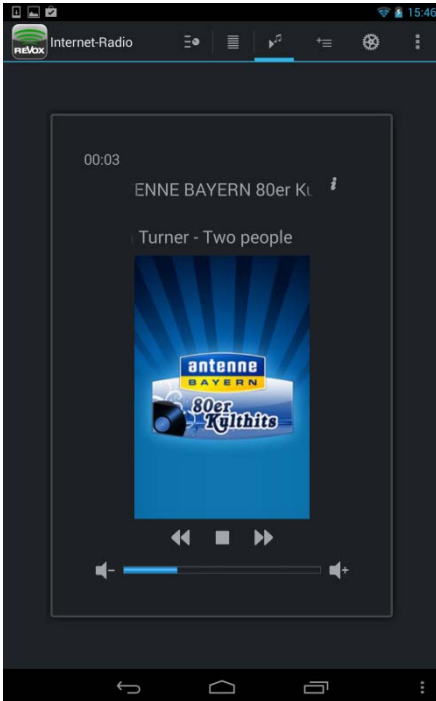 15:46
REVOX Internet-Radio
00:03
ENNE BAYERN 80er Ku
Turner - Two people
antenne
BAYERN
80er
Kulthits